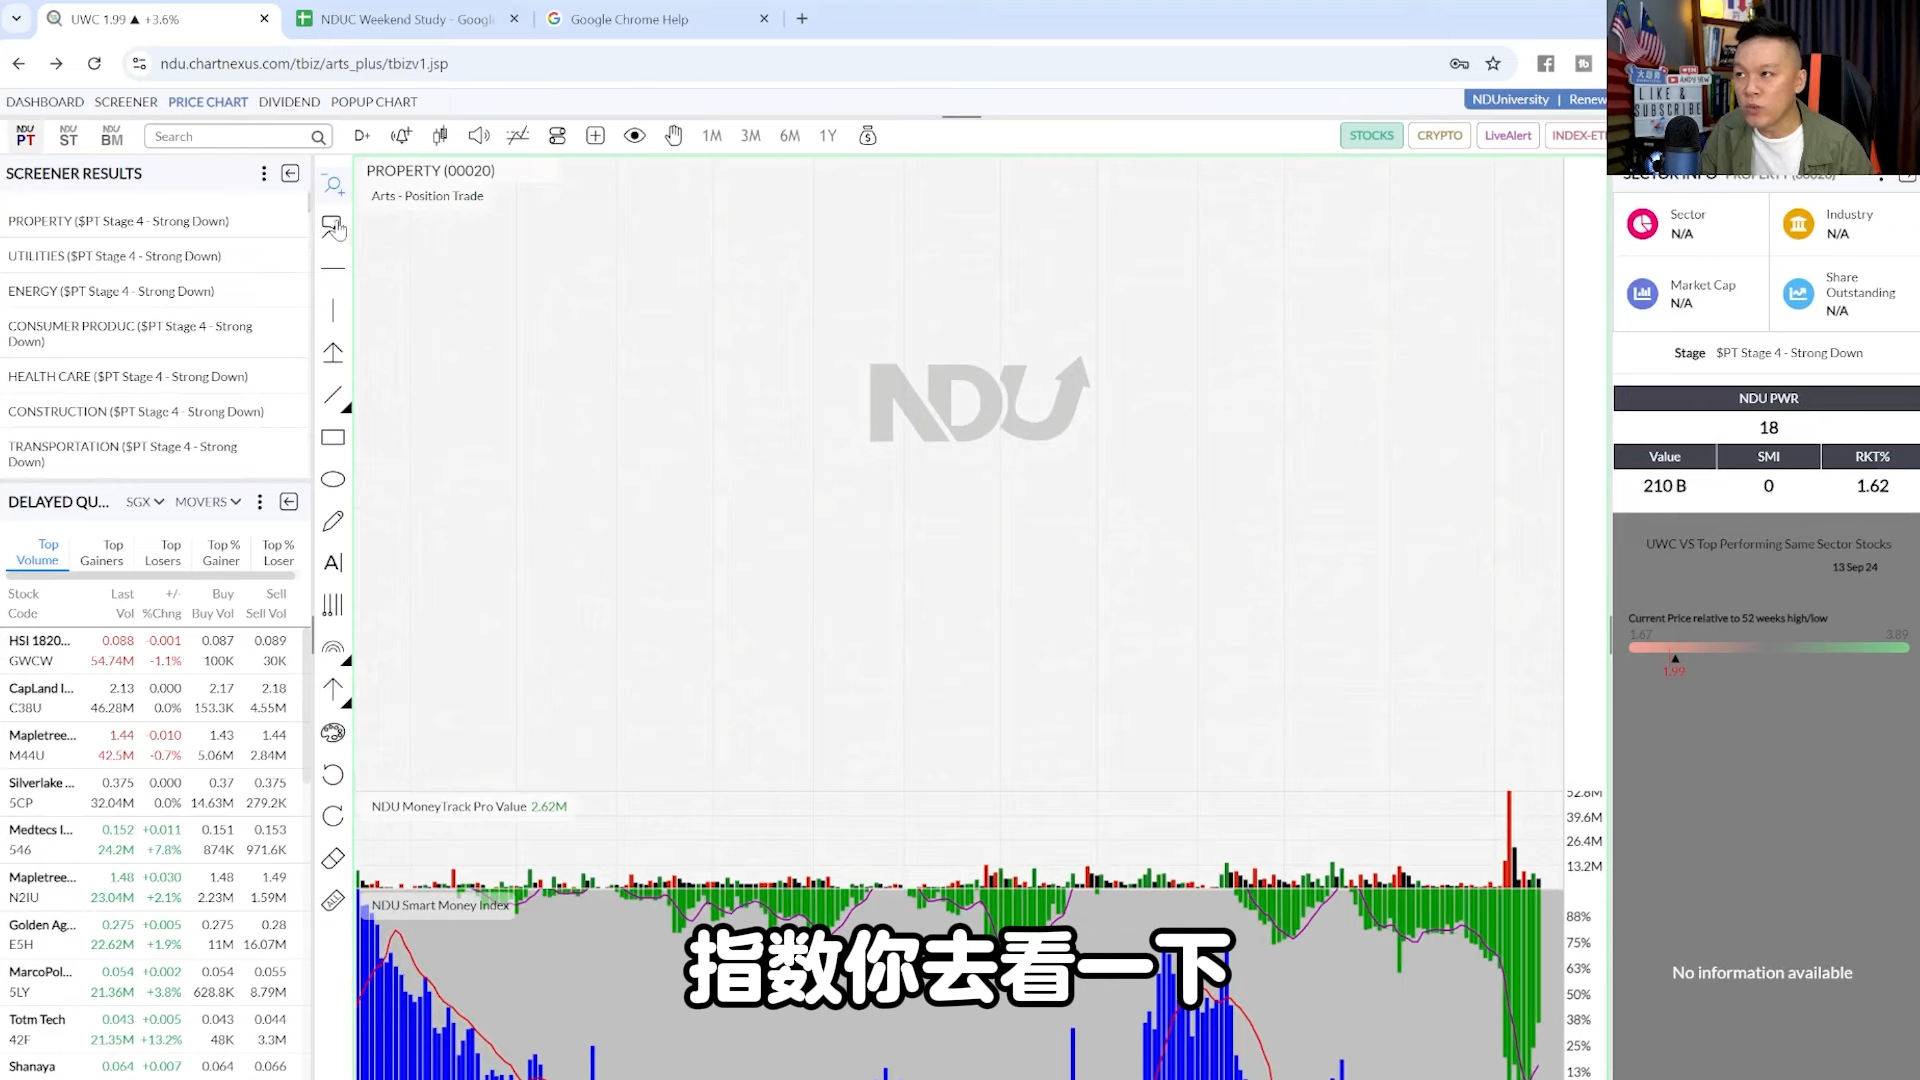 UWC 1.99 ▲ +3.6%
NDUC Weekend Study - Googl
Google Chrome Help
ndu.chartnexus.com/tbiz/arts_plus/tbizv1.jsp
DASHBOARD SCREENER PRICE CHART DIVIDEND POPUP CHART
NDUniversity | Renew
NDU PT
NDU ST
NDU BM
Search
D+
1M 3M 6M 1Y
STOCKS CRYPTO LiveAlert INDEX-ET
LIKE &
SUBSCRIBE
SCREENER RESULTS
PROPERTY ($PT Stage 4 - Strong Down)
UTILITIES ($PT Stage 4 - Strong Down)
ENERGY ($PT Stage 4 - Strong Down)
CONSUMER PRODUC ($PT Stage 4 - Strong
Down)
HEALTH CARE ($PT Stage 4 - Strong Down)
CONSTRUCTION ($PT Stage 4 - Strong Down)
TRANSPORTATION ($PT Stage 4 - Strong
Down)
DELAYED QU... SGX MOVERS
Top Volume
Top Gainers
Top Losers
Top % Gainer
Top % Loser
Stock Last +/- Buy Sell
Code Vol %Chng Buy Vol Sell Vol
HSI 1820... 0.088 -0.001 0.087 0.089
GWCW 54.74M -1.1% 100K 30K
CapLand I... 2.13 0.000 2.17 2.18
C38U 46.28M 0.0% 153.3K 4.55M
Mapletree... 1.44 -0.010 1.43 1.44
M44U 42.5M -0.7% 5.06M 2.84M
Silverlake ... 0.375 0.000 0.37 0.375
5CP 32.04M 0.0% 14.63M 279.2K
Medtecs I... 0.152 +0.011 0.151 0.153
546 24.2M +7.8% 874K 971.6K
Mapletree... 1.48 +0.030 1.48 1.49
N2IU 23.04M +2.1% 2.23M 1.59M
Golden Ag... 0.275 +0.005 0.275 0.28
E5H 22.62M +1.9% 11M 16.07M
MarcoPol... 0.054 +0.002 0.054 0.055
5LY 21.36M +3.8% 628.8K 8.79M
Totm Tech 0.043 +0.005 0.043 0.044
42F 21.35M +13.2% 48K 3.3M
Shanaya 0.064 +0.007 0.064 0.066
A
ALL
PROPERTY (00020)
Arts - Position Trade
NDU
NDU MoneyTrack Pro Value 2.62M
52.8M
39.6M
26.4M
13.2M
NDU Smart Money Index
88%
75%
63%
50%
38%
25%
13%
指数你去看一下
SECTOR INFO PROPERTY (00020)
Sector
N/A
Industry
N/A
Market Cap
N/A
Share
Outstanding
N/A
Stage $PT Stage 4 - Strong Down
NDU PWR
18
Value SMI RKT%
210 B 0 1.62
UWC VS Top Performing Same Sector Stocks
13 Sep 24
Current Price relative to 52 weeks high/low
1.67 3.89
1.99
No information available